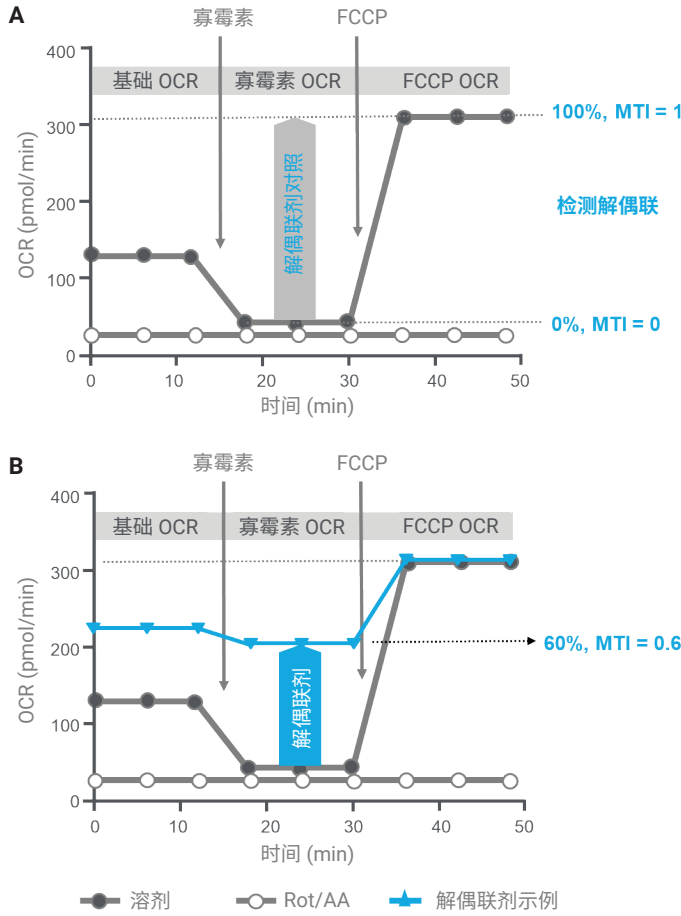 A
寡霉素 FCCP
400
基础 OCR 寡霉素 OCR FCCP OCR
300
100%, MTI = 1
解偶联剂对照
检测解偶联
200
OCR (pmol/min)
100
0%, MTI = 0
0
0 10 20 30 40 50
时间 (min)
B
寡霉素 FCCP
400
基础 OCR 寡霉素 OCR FCCP OCR
300
60%, MTI = 0.6
200
OCR (pmol/min)
解偶联剂
100
0
0 10 20 30 40 50
时间 (min)
溶剂 Rot/AA 解偶联剂示例